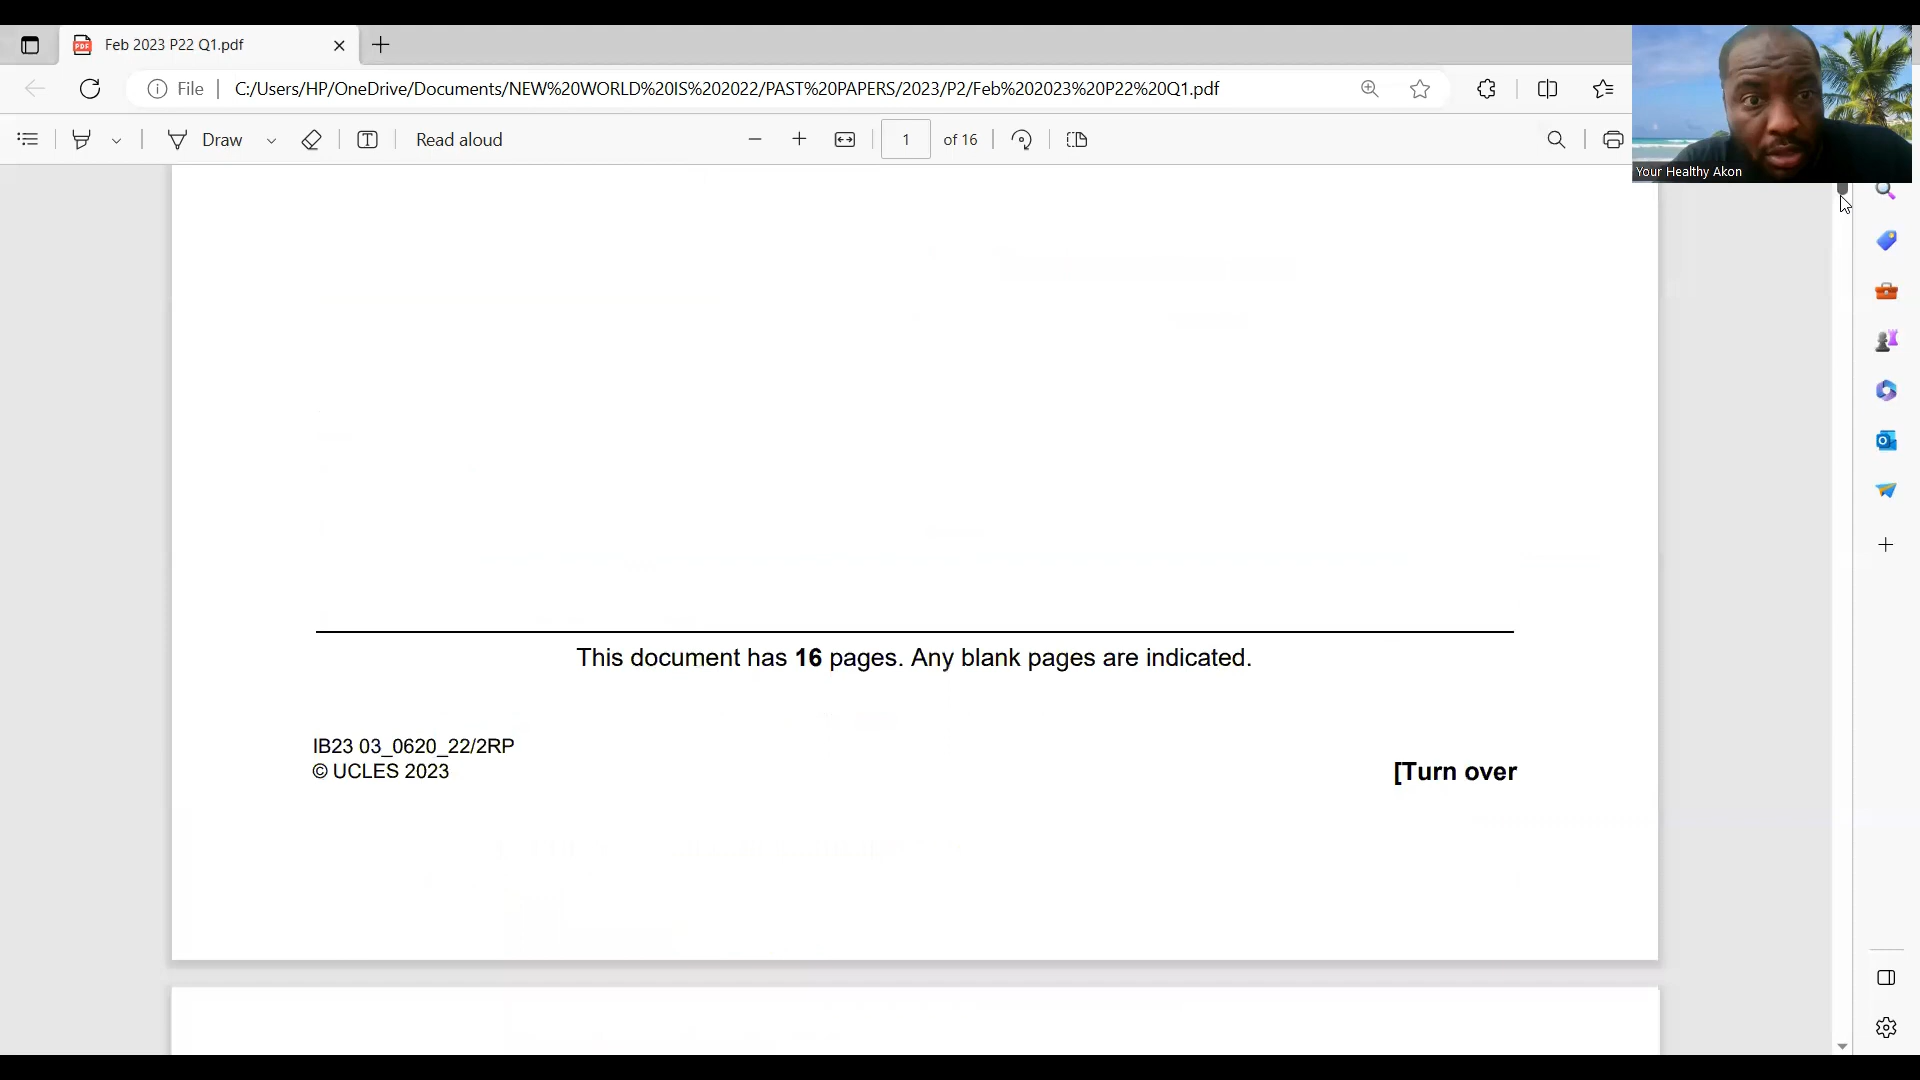 Feb 2023 P22 Q1.pdf
File
C:/Users/HP/OneDrive/Documents/NEW%20WORLD%20IS%202022/PAST%20PAPERS/2023/P2/Feb%202023%20P22%20Q1.pdf
Draw
Read aloud
1 of 16
Your Healthy Akon
This document has 16 pages. Any blank pages are indicated.
IB23 03_0620_22/2RP
© UCLES 2023
[Turn over